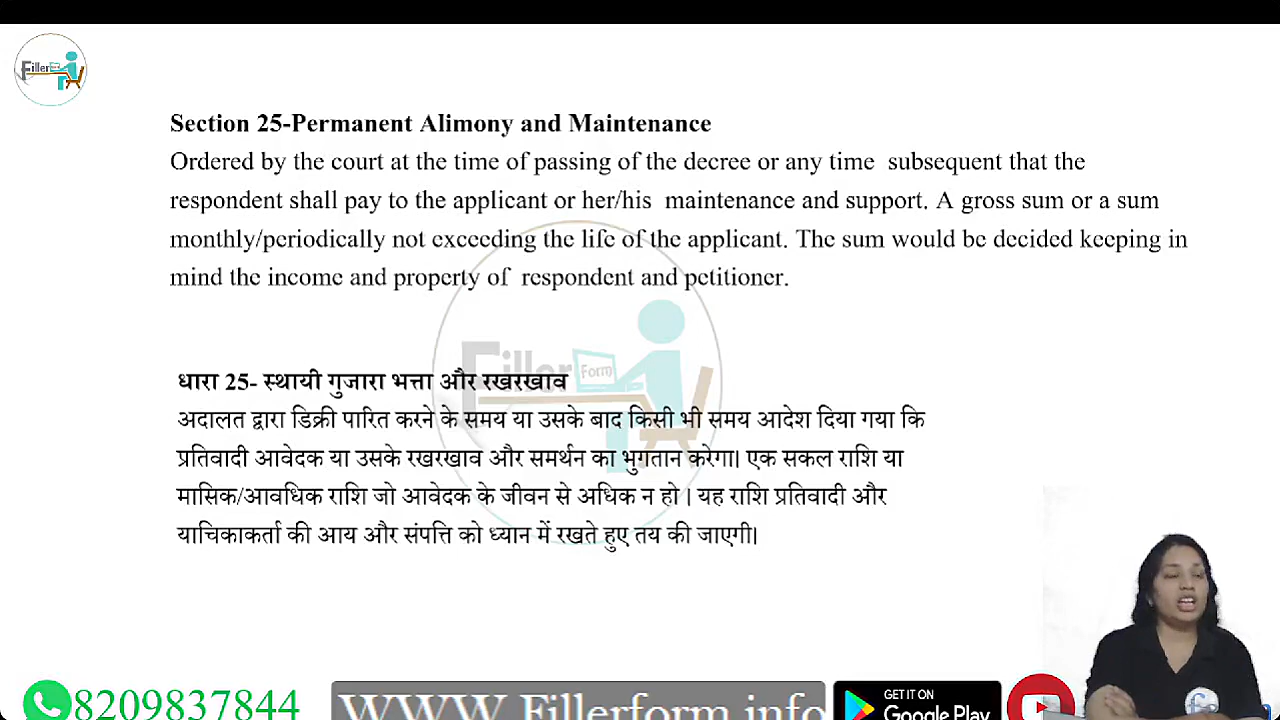 Filler
Section 25-Permanent Alimony and Maintenance
Ordered by the court at the time of passing of the decree or any time subsequent that the
respondent shall pay to the applicant or her/his maintenance and support. A gross sum or a sum
monthly/periodically not exceeding the life of the applicant. The sum would be decided keeping in
mind the income and property of respondent and petitioner.
Filler Form
धारा 25- स्थायी गुजारा भत्ता और रखरखाव
अदालत द्वारा डिक्री पारित करने के समय या उसके बाद किसी भी समय आदेश दिया गया कि
प्रतिवादी आवेदक या उसके रखरखाव और समर्थन का भुगतान करेगा। एक सकल राशि या
मासिक/आवधिक राशि जो आवेदक के जीवन से अधिक न हो । यह राशि प्रतिवादी और
याचिकाकर्ता की आय और संपत्ति को ध्यान में रखते हुए तय की जाएगी।
8209837844
WWW.Fillerform.info
GET IT ON
Google Play